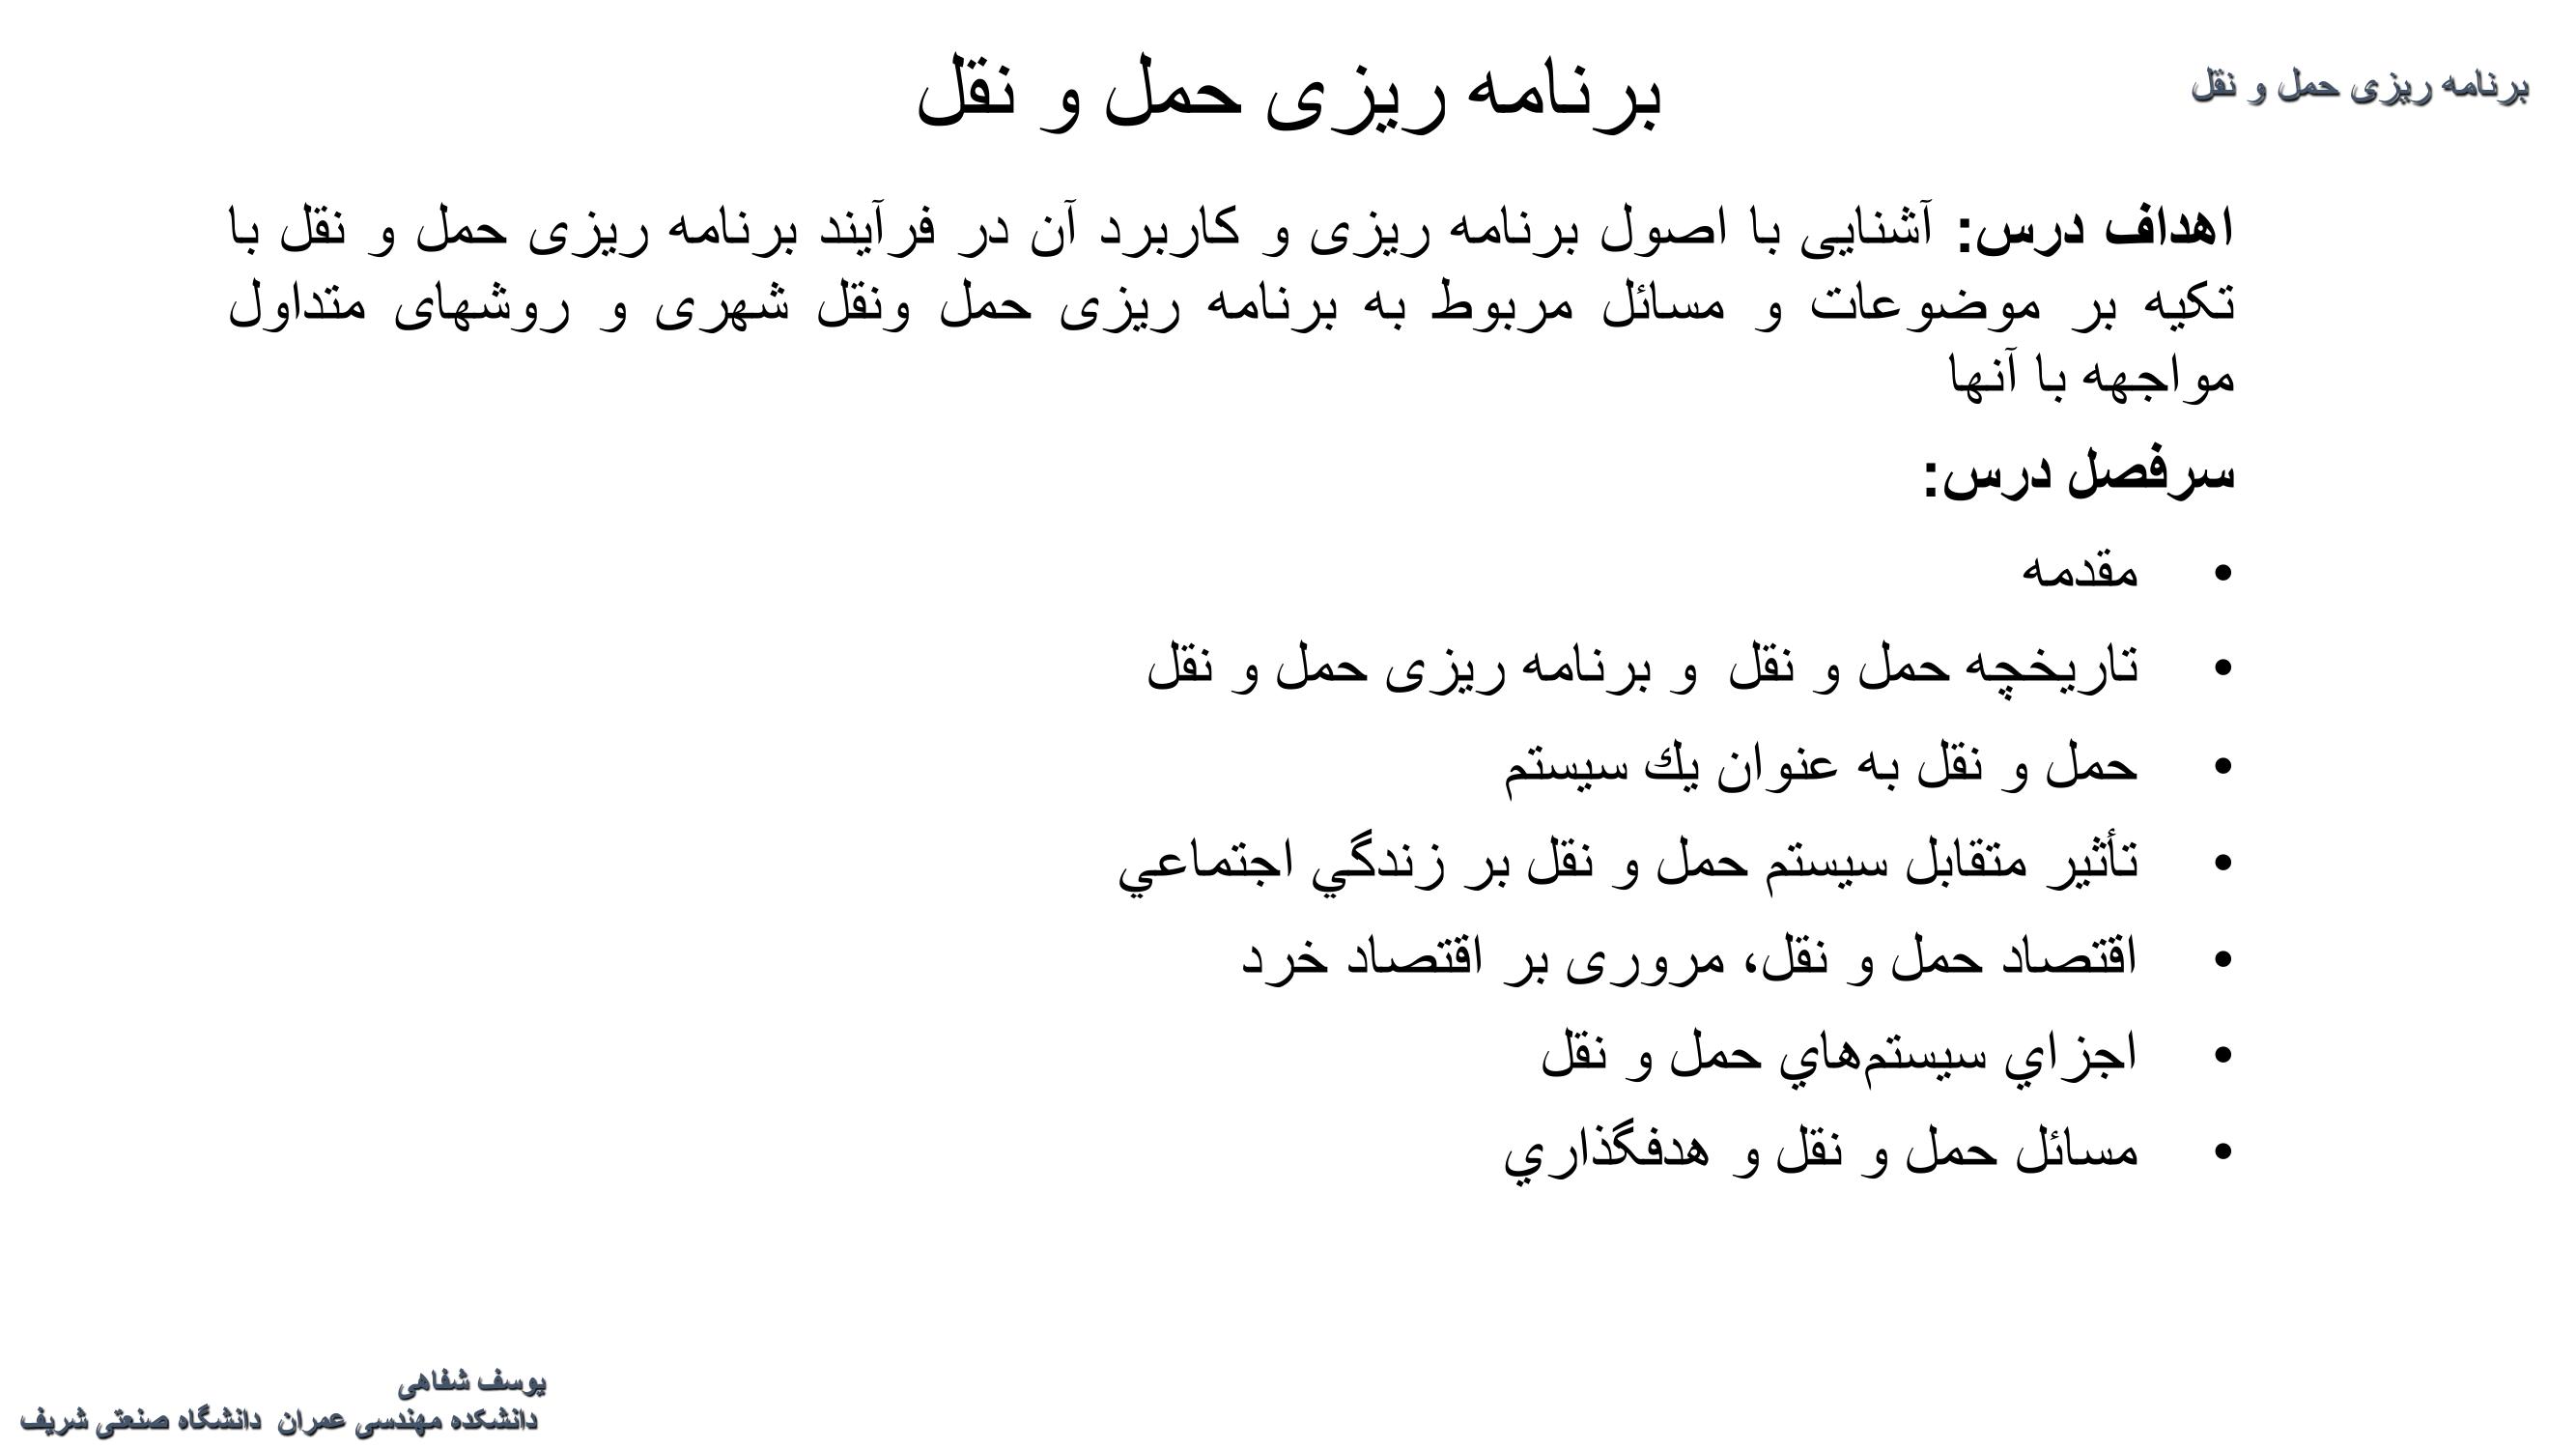 برنامه ریزی حمل و نقل
برنامه ریزی حمل و نقل
اهداف درس: آشنایی با اصول برنامه ریزی و کاربرد آن در فرآیند برنامه ریزی حمل و نقل با
تکیه بر موضوعات و مسائل مربوط به برنامه ریزی حمل ونقل شهری و روشهای متداول
مواجهه با آنها
سرفصل درس:
• مقدمه
• تاریخچه حمل و نقل و برنامه ریزی حمل و نقل
• حمل و نقل به عنوان يك سيستم
• تأثير متقابل سيستم حمل و نقل بر زندگي اجتماعي
• اقتصاد حمل و نقل، مروری بر اقتصاد خرد
• اجزاي سيستم‌هاي حمل و نقل
• مسائل حمل و نقل و هدفگذاري
یوسف شفاهی
دانشکده مهندسی عمران دانشگاه صنعتی شریف